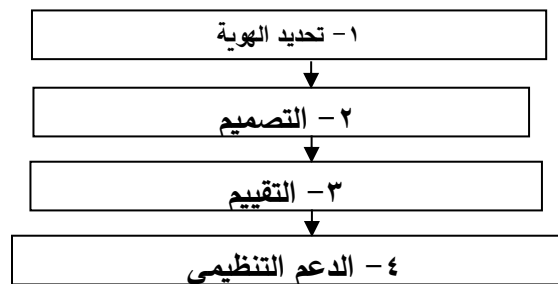 ١- تحديد الهوية
٢- التصميم
٣- التقييم
٤- الدعم التنظيمي